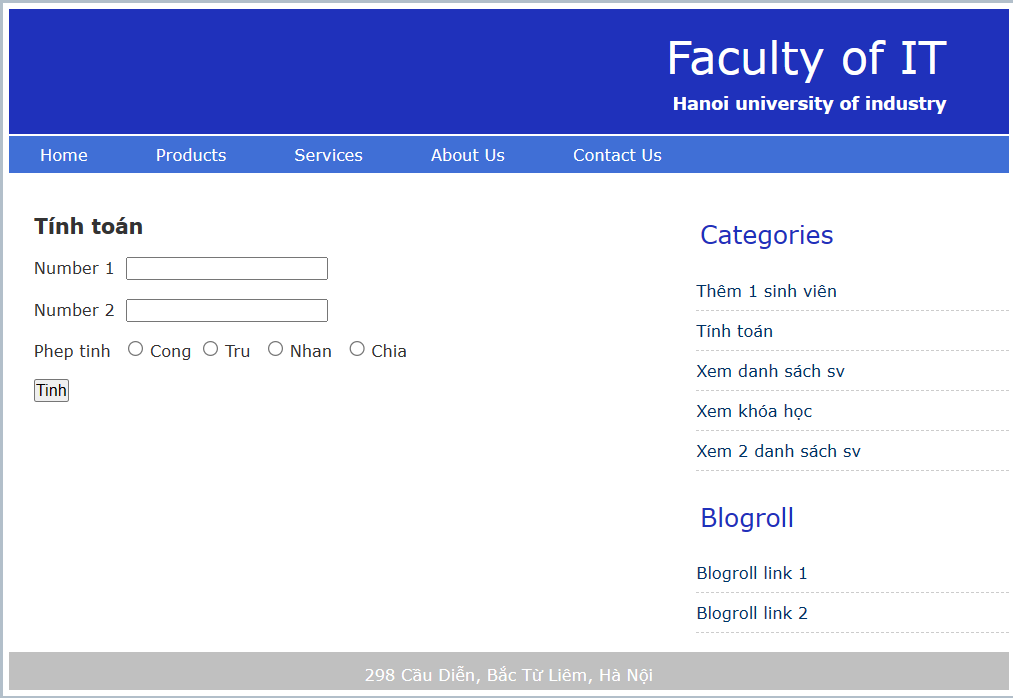 Faculty of IT
Hanoi university of industry
Home Products Services About Us Contact Us
Tính toán
Number 1
Number 2
Phep tinh Cong Tru Nhan Chia
Tinh
Categories
Thêm 1 sinh viên
Tính toán
Xem danh sách sv
Xem khóa học
Xem 2 danh sách sv
Blogroll
Blogroll link 1
Blogroll link 2
298 Cầu Diễn, Bắc Từ Liêm, Hà Nội